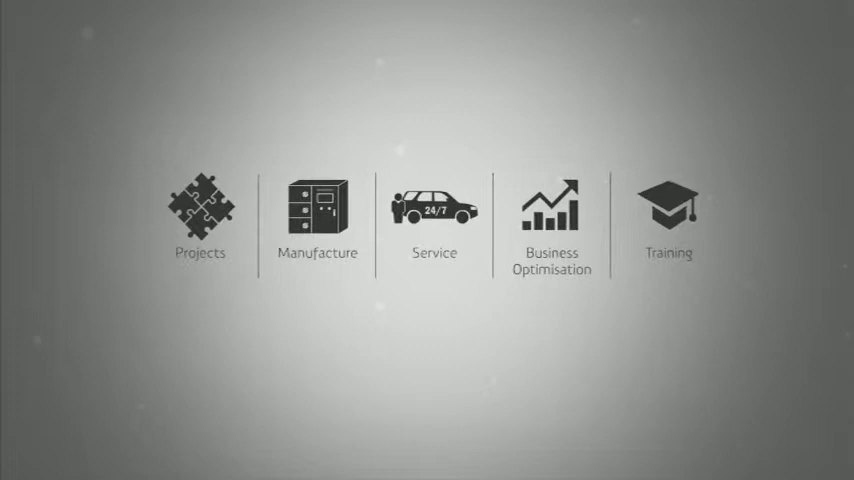 Projects
Manufacture
24/7
Service
Business
Optimisation
Training